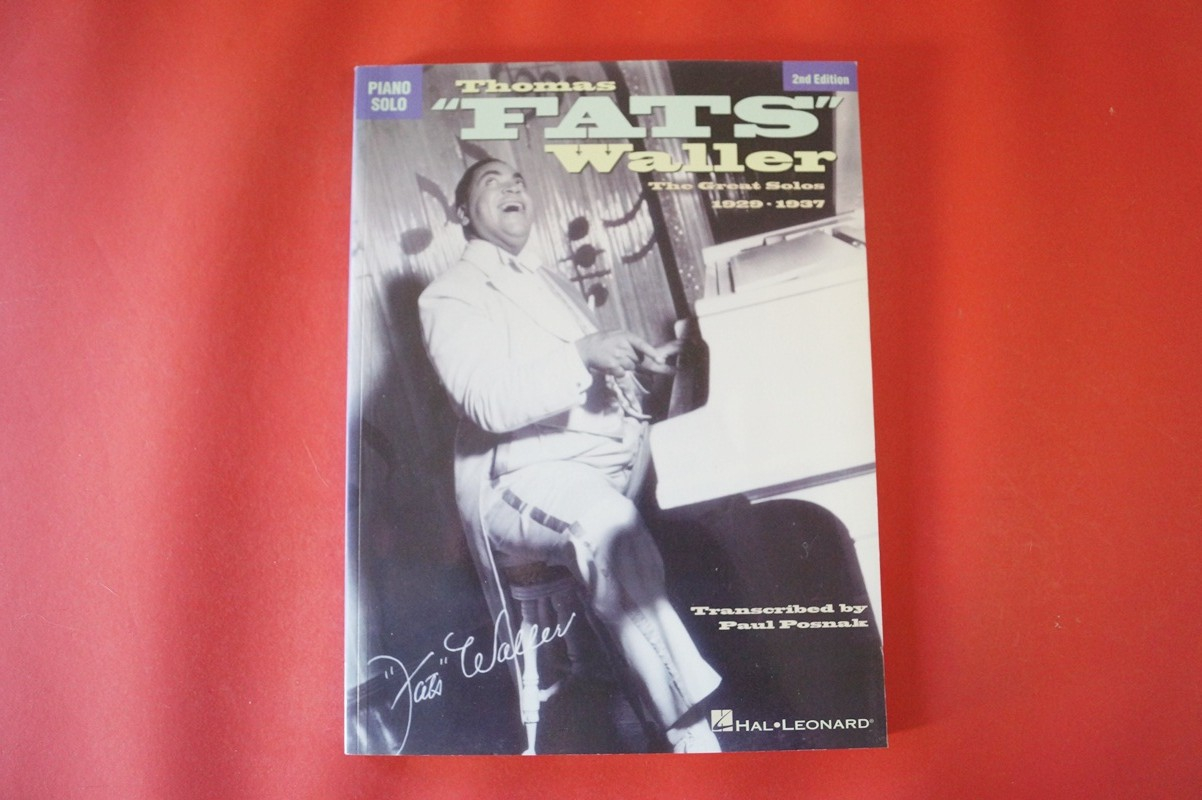 PIANO
SOLO
2nd Edition
Thomas
"FATS"
Waller
The Great Solos
1929 • 1937
Transcribed by
Paul Posnak
"Fats" Waller
HAL•LEONARD®